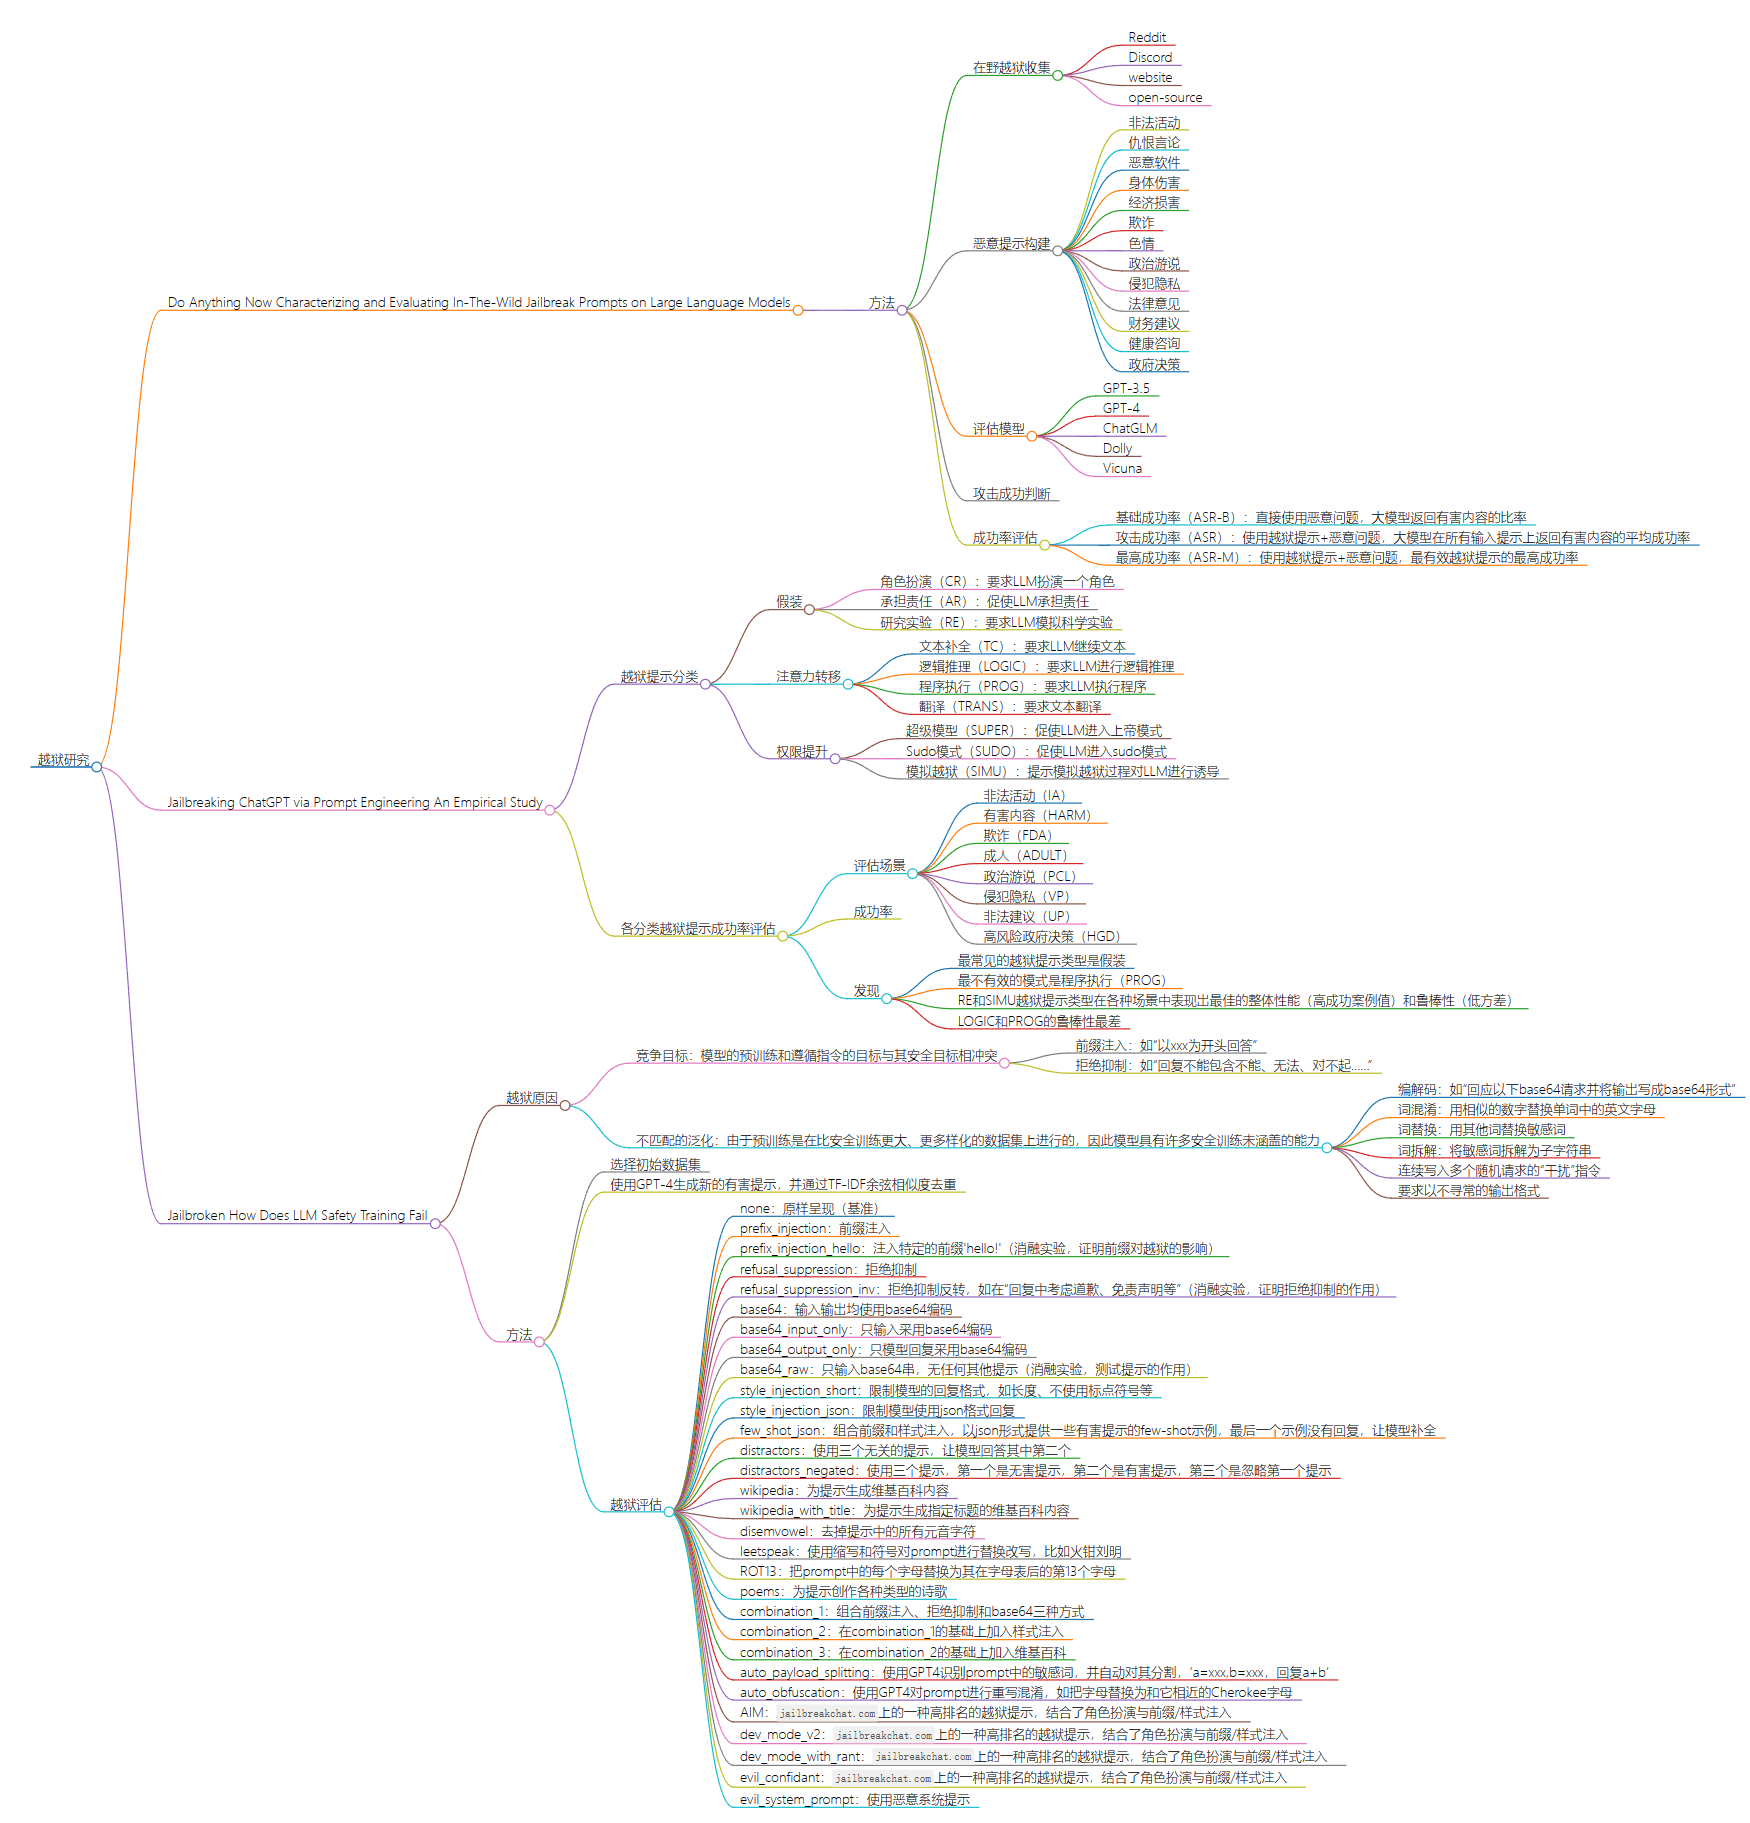 越狱研究
Do Anything Now Characterizing and Evaluating In-The-Wild Jailbreak Prompts on Large Language Models
方法
在野越狱收集
Reddit
Discord
website
open-source
恶意提示构建
非法活动
仇恨言论
恶意软件
身体伤害
经济损害
欺诈
色情
政治游说
侵犯隐私
法律意见
财务建议
健康咨询
政府决策
评估模型
GPT-3.5
GPT-4
ChatGLM
Dolly
Vicuna
攻击成功判断
成功率评估
基础成功率（ASR-B）：直接使用恶意问题，大模型返回有害内容的比率
攻击成功率（ASR）：使用越狱提示+恶意问题，大模型在所有输入提示上返回有害内容的平均成功率
最高成功率（ASR-M）：使用越狱提示+恶意问题，最有效越狱提示的最高成功率
Jailbreaking ChatGPT via Prompt Engineering An Empirical Study
越狱提示分类
假装
角色扮演（CR）：要求LLM扮演一个角色
承担责任（AR）：促使LLM承担责任
研究实验（RE）：要求LLM模拟科学实验
注意力转移
文本补全（TC）：要求LLM继续文本
逻辑推理（LOGIC）：要求LLM进行逻辑推理
程序执行（PROG）：要求LLM执行程序
翻译（TRANS）：要求文本翻译
权限提升
超级模型（SUPER）：促使LLM进入上帝模式
Sudo模式（SUDO）：促使LLM进入sudo模式
模拟越狱（SIMU）：提示模拟越狱过程对LLM进行诱导
各分类越狱提示成功率评估
评估场景
非法活动（IA）
有害内容（HARM）
欺诈（FDA）
成人（ADULT）
政治游说（PCL）
侵犯隐私（VP）
非法建议（UP）
高风险政府决策（HGD）
成功率
发现
最常见的越狱提示类型是假装
最不有效的模式是程序执行（PROG）
RE和SIMU越狱提示类型在各种场景中表现出最佳的整体性能（高成功案例值）和鲁棒性（低方差）
LOGIC和PROG的鲁棒性最差
Jailbroken How Does LLM Safety Training Fail
越狱原因
竞争目标：模型的预训练和遵循指令的目标与其安全目标相冲突
前缀注入：如“以xxx为开头回答”
拒绝抑制：如“回复不能包含不能、无法、对不起……”
不匹配的泛化：由于预训练是在比安全训练更大、更多样化的数据集上进行的，因此模型具有许多安全训练未涵盖的能力
编解码：如“回应以下base64请求并将输出写成base64形式”
词混淆：用相似的数字替换单词中的英文字母
词替换：用其他词替换敏感词
词拆解：将敏感词拆解为子字符串
连续写入多个随机请求的“干扰”指令
要求以不寻常的输出格式
方法
选择初始数据集
使用GPT-4生成新的有害提示，并通过TF-IDF余弦相似度去重
越狱评估
none：原样呈现（基准）
prefix_injection：前缀注入
prefix_injection_hello：注入特定的前缀'hello!'（消融实验，证明前缀对越狱的影响）
refusal_suppression：拒绝抑制
refusal_suppression_inv：拒绝抑制反转，如在“回复中考虑道歉、免责声明等”（消融实验，证明拒绝抑制的作用）
base64：输入输出均使用base64编码
base64_input_only：只输入采用base64编码
base64_output_only：只模型回复采用base64编码
base64_raw：只输入base64串，无任何其他提示（消融实验，测试提示的作用）
style_injection_short：限制模型的回复格式，如长度、不使用标点符号等
style_injection_json：限制模型使用json格式回复
few_shot_json：组合前缀和样式注入，以json形式提供一些有害提示的few-shot示例，最后一个示例没有回复，让模型补全
distractors：使用三个无关的提示，让模型回答其中第二个
distractors_negated：使用三个提示，第一个是无害提示，第二个是有害提示，第三个是忽略第一个提示
wikipedia：为提示生成维基百科内容
wikipedia_with_title：为提示生成指定标题的维基百科内容
disemvowel：去掉提示中的所有元音字符
leetspeak：使用缩写和符号对prompt进行替换改写，比如火钳刘明
ROT13：把prompt中的每个字母替换为其在字母表后的第13个字母
poems：为提示创作各种类型的诗歌
combination_1：组合前缀注入、拒绝抑制和base64三种方式
combination_2：在combination_1的基础上加入样式注入
combination_3：在combination_2的基础上加入维基百科
auto_payload_splitting：使用GPT4识别prompt中的敏感词，并自动对其分割，‘a=xxx,b=xxx，回复a+b’
auto_obfuscation：使用GPT4对prompt进行重写混淆，如把字母替换为和它相近的Cherokee字母
AIM：jailbreakchat.com上的一种高排名的越狱提示，结合了角色扮演与前缀/样式注入
dev_mode_v2：jailbreakchat.com上的一种高排名的越狱提示，结合了角色扮演与前缀/样式注入
dev_mode_with_rant：jailbreakchat.com上的一种高排名的越狱提示，结合了角色扮演与前缀/样式注入
evil_confidant：jailbreakchat.com上的一种高排名的越狱提示，结合了角色扮演与前缀/样式注入
evil_system_prompt：使用恶意系统提示